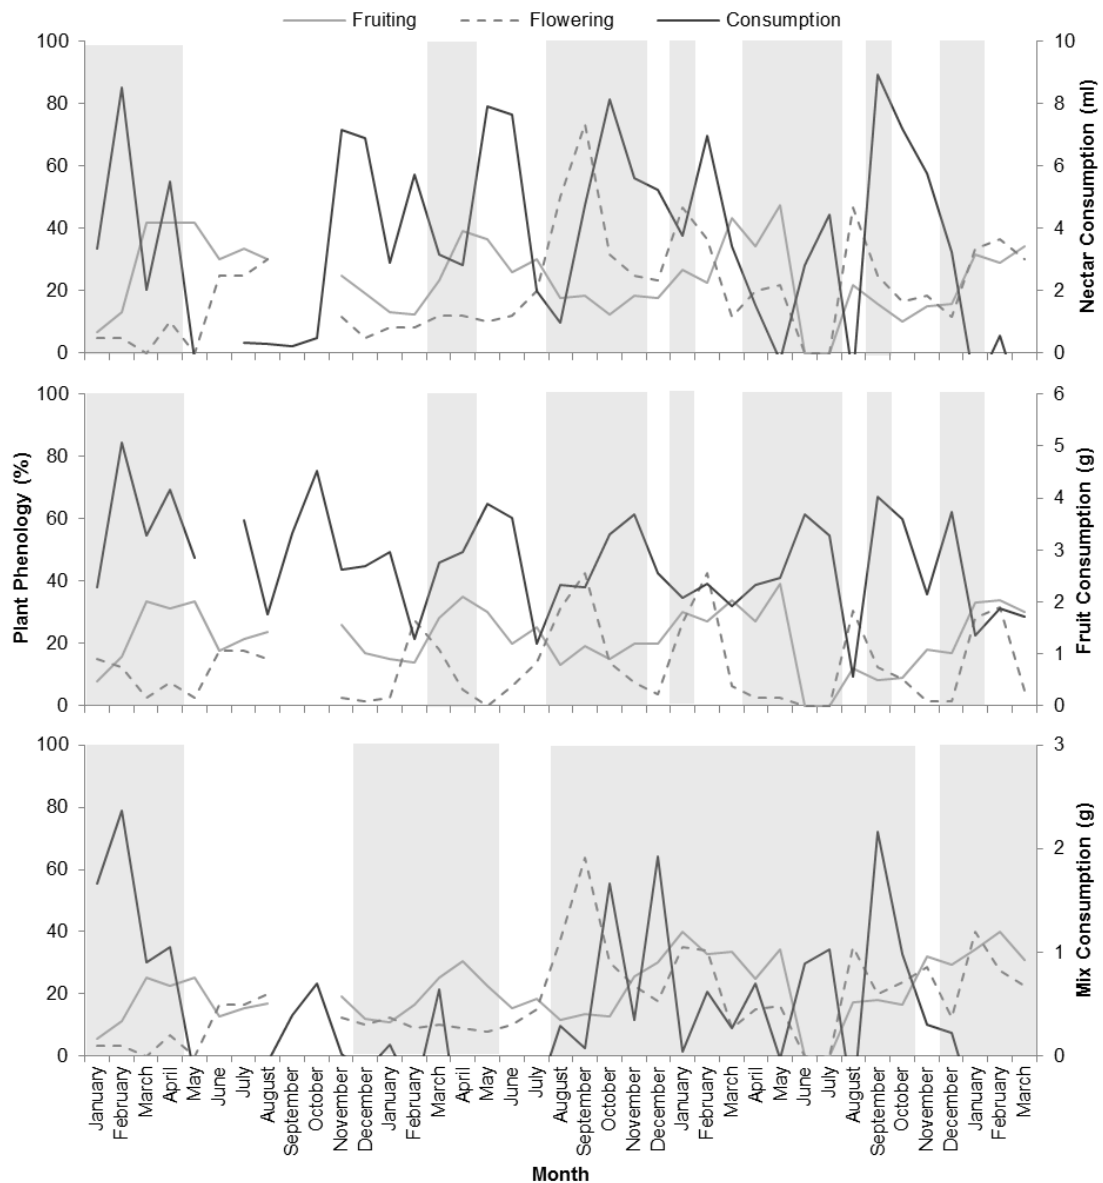 Fruiting Flowering Consumption
100 10
80 8
60 6
40 4
20 2
0 0
Nectar Consumption (ml)
100 6
80 5
4
60
3
40
2
20 1
0 0
Plant Phenology (%)
Fruit Consumption (g)
100 3
80
2
60
40
1
20
0 0
Mix Consumption (g)
January
February
March
April
May
June
July
August
September
October
November
December
January
February
March
April
May
June
July
August
September
October
November
December
January
February
March
April
May
June
July
August
September
October
November
December
January
February
March
Month